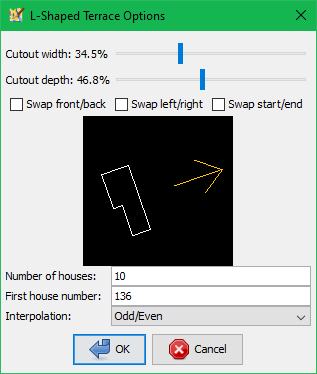 L-Shaped Terrace Options
Cutout width: 34.5%
Cutout depth: 46.8%
Swap front/back Swap left/right Swap start/end
Number of houses: 10
First house number: 136
Interpolation: Odd/Even
OK Cancel